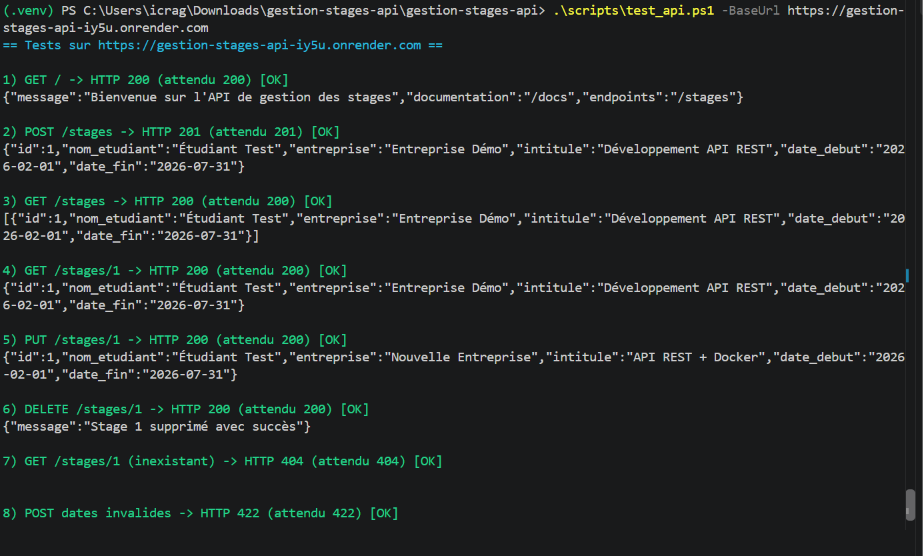 (.venv) PS C:\Users\icrag\Downloads\gestion-stages-api\gestion-stages-api> .\scripts\test_api.ps1 -BaseUrl https://gestion-
stages-api-iy5u.onrender.com
== Tests sur https://gestion-stages-api-iy5u.onrender.com ==
1) GET / -> HTTP 200 (attendu 200) [OK]
{"message":"Bienvenue sur l'API de gestion des stages","documentation":"/docs","endpoints":"/stages"}
2) POST /stages -> HTTP 201 (attendu 201) [OK]
{"id":1,"nom_etudiant":"Étudiant Test","entreprise":"Entreprise Démo","intitule":"Développement API REST","date_debut":"202
6-02-01","date_fin":"2026-07-31"}
3) GET /stages -> HTTP 200 (attendu 200) [OK]
[{"id":1,"nom_etudiant":"Étudiant Test","entreprise":"Entreprise Démo","intitule":"Développement API REST","date_debut":"20
26-02-01","date_fin":"2026-07-31"}]
4) GET /stages/1 -> HTTP 200 (attendu 200) [OK]
{"id":1,"nom_etudiant":"Étudiant Test","entreprise":"Entreprise Démo","intitule":"Développement API REST","date_debut":"202
6-02-01","date_fin":"2026-07-31"}
5) PUT /stages/1 -> HTTP 200 (attendu 200) [OK]
{"id":1,"nom_etudiant":"Étudiant Test","entreprise":"Nouvelle Entreprise","intitule":"API REST + Docker","date_debut":"2026
-02-01","date_fin":"2026-07-31"}
6) DELETE /stages/1 -> HTTP 200 (attendu 200) [OK]
{"message":"Stage 1 supprimé avec succès"}
7) GET /stages/1 (inexistant) -> HTTP 404 (attendu 404) [OK]
8) POST dates invalides -> HTTP 422 (attendu 422) [OK]